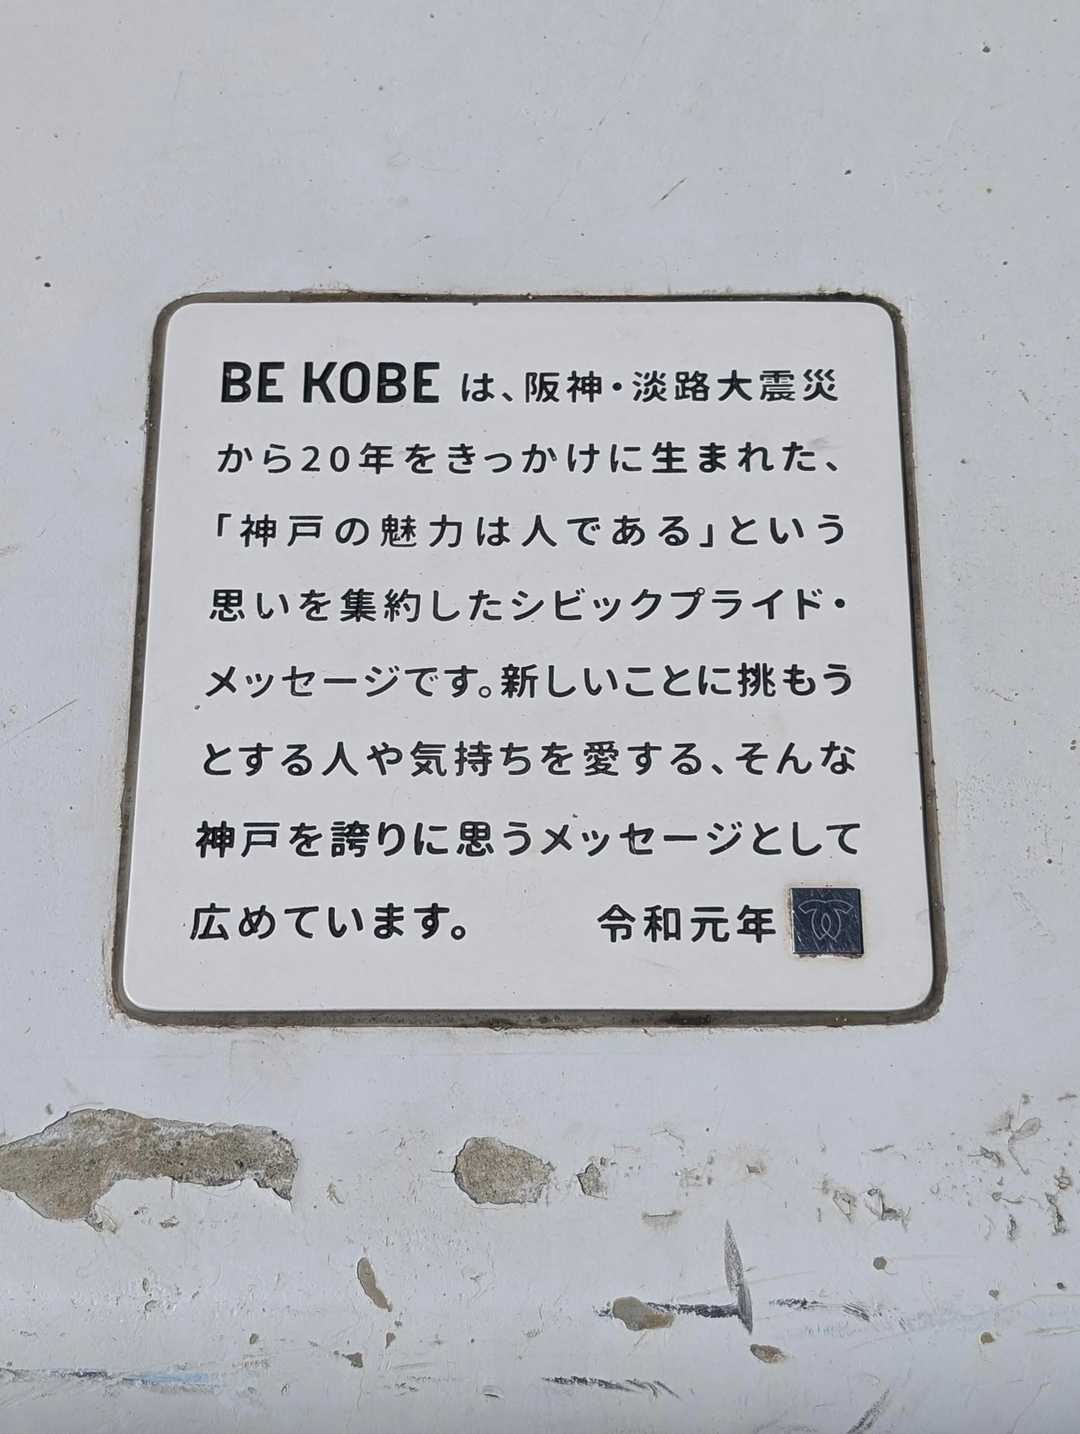 BE KOBE は、阪神・淡路大震災
から20年をきっかけに生まれた、
「神戸の魅力は人である」という
思いを集約したシビックプライド・
メッセージです。新しいことに挑もう
とする人や気持ちを愛する、そんな
神戸を誇りに思うメッセージとして
広めています。 令和元年